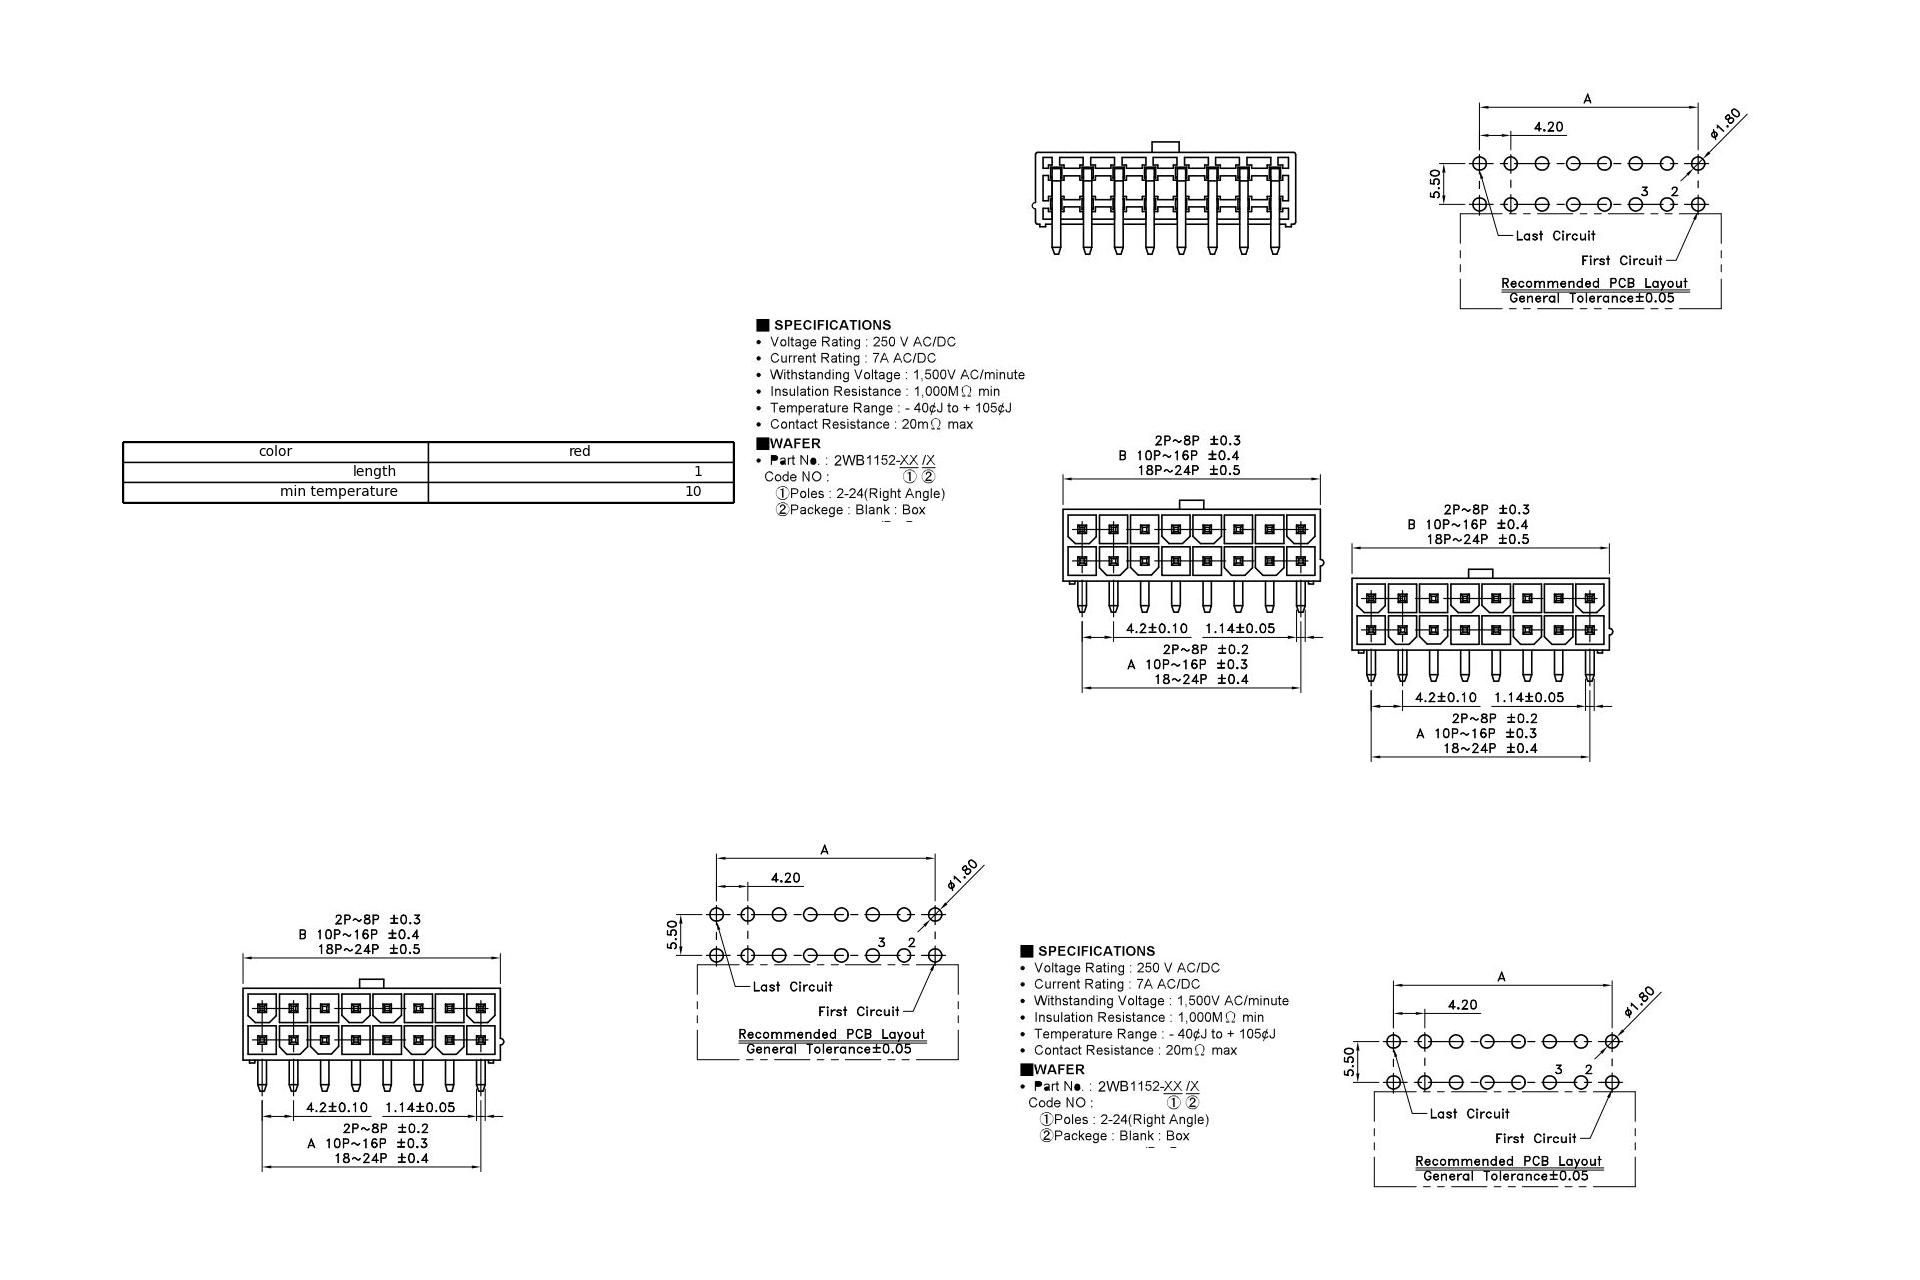 A
4.20
ø1.80
5.50
3 2
Last Circuit
First Circuit
Recommended PCB Layout
General Tolerance±0.05
■ SPECIFICATIONS
• Voltage Rating : 250 V AC/DC
• Current Rating : 7A AC/DC
• Withstanding Voltage : 1,500V AC/minute
• Insulation Resistance : 1,000MΩ min
• Temperature Range : - 40¢J to + 105¢J
• Contact Resistance : 20mΩ max
■WAFER
• Part No. : 2WB1152-XX /X
Code NO : ① ②
①Poles : 2-24(Right Angle)
②Packege : Blank : Box
color red
length 1
min temperature 10
2P~8P ±0.3
B 10P~16P ±0.4
18P~24P ±0.5
4.2±0.10 1.14±0.05
2P~8P ±0.2
A 10P~16P ±0.3
18~24P ±0.4
2P~8P ±0.3
B 10P~16P ±0.4
18P~24P ±0.5
4.2±0.10 1.14±0.05
2P~8P ±0.2
A 10P~16P ±0.3
18~24P ±0.4
2P~8P ±0.3
B 10P~16P ±0.4
18P~24P ±0.5
4.2±0.10 1.14±0.05
2P~8P ±0.2
A 10P~16P ±0.3
18~24P ±0.4
A
4.20
ø1.80
5.50
3 2
Last Circuit
First Circuit
Recommended PCB Layout
General Tolerance±0.05
■ SPECIFICATIONS
• Voltage Rating : 250 V AC/DC
• Current Rating : 7A AC/DC
• Withstanding Voltage : 1,500V AC/minute
• Insulation Resistance : 1,000MΩ min
• Temperature Range : - 40¢J to + 105¢J
• Contact Resistance : 20mΩ max
■WAFER
• Part No. : 2WB1152-XX /X
Code NO : ① ②
①Poles : 2-24(Right Angle)
②Packege : Blank : Box
A
4.20
ø1.80
5.50
3 2
Last Circuit
First Circuit
Recommended PCB Layout
General Tolerance±0.05